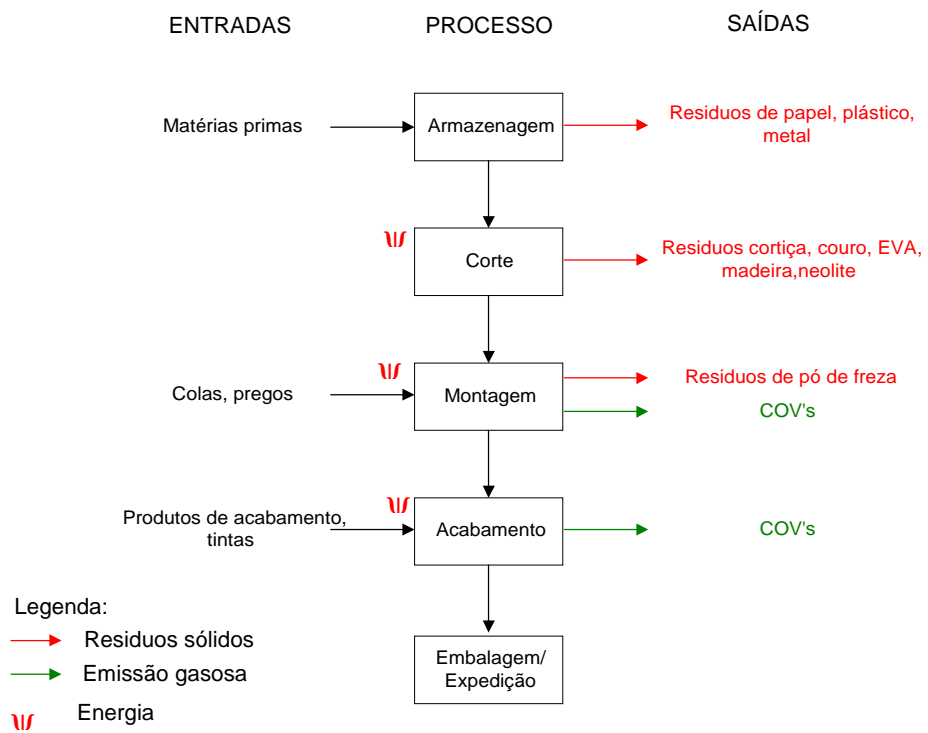 ENTRADAS PROCESSO SAÍDAS
Matérias primas
Armazenagem
Residuos de papel, plástico,
metal
Corte
Residuos cortiça, couro, EVA,
madeira,neolite
Colas, pregos
Montagem
Residuos de pó de freza
COV's
Produtos de acabamento,
tintas
Acabamento
COV's
Embalagem/
Expedição
Legenda:
Residuos sólidos
Emissão gasosa
Energia